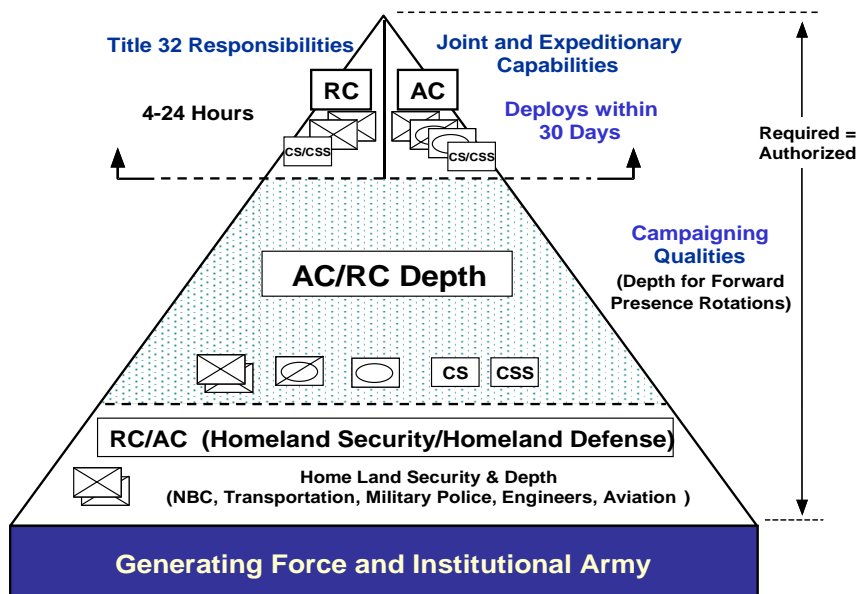 Title 32 Responsibilities
Joint and Expeditionary
Capabilities
RC
AC
4-24 Hours
Deploys within
30 Days
CS/CSS
CS/CSS
Required =
Authorized
Campaigning
Qualities
(Depth for Forward
Presence Rotations)
AC/RC Depth
CS
CSS
RC/AC (Homeland Security/Homeland Defense)
Home Land Security & Depth
(NBC, Transportation, Military Police, Engineers, Aviation )
Generating Force and Institutional Army